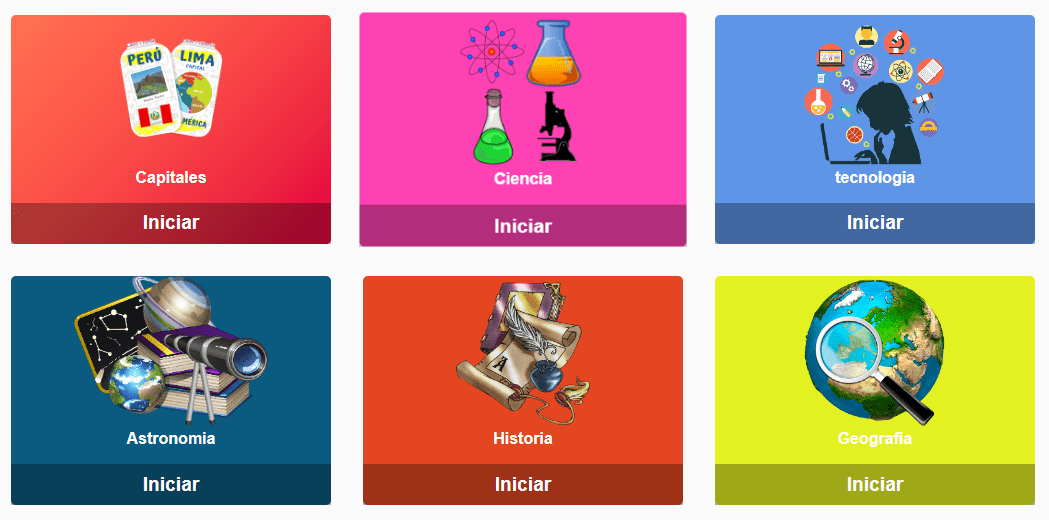 PERÚ
LIMA
CAPITAL
MÉRICA
Capitales
Iniciar
Ciencia
Iniciar
tecnologia
Iniciar
Astronomia
Iniciar
A
Historia
Iniciar
Geografia
Iniciar